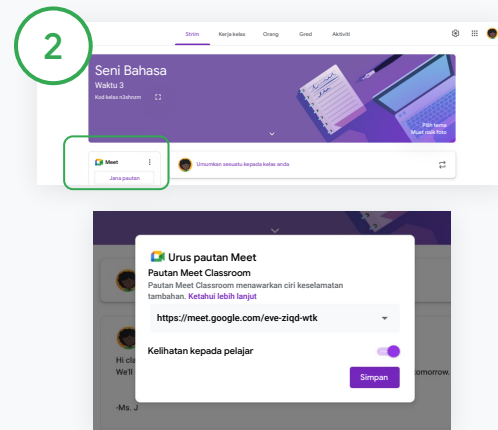 2
Strim Kerja kelas Orang Gred Aktiviti
Seni Bahasa
Waktu 3
Kod kelas n3shrum
Pilih tema
Muat naik foto
Meet
Jana pautan
Umumkan sesuatu kepada kelas anda
Urus pautan Meet
Pautan Meet Classroom
Pautan Meet Classroom menawarkan ciri keselamatan
tambahan. Ketahui lebih lanjut
https://meet.google.com/eve-ziqd-wtk
Kelihatan kepada pelajar
Simpan
Hi cla
We'll
omorrow.
-Ms. J